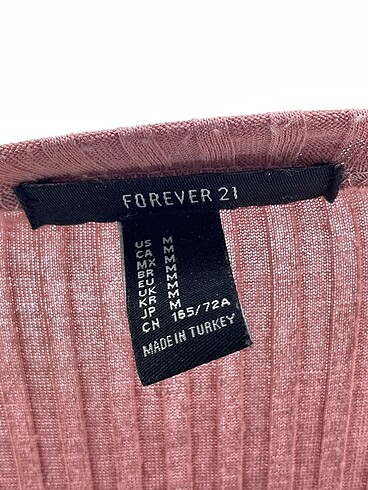 FOREVER 21
US M
CA M
MX M
BR M
EU M
UK M
KR M
JP M
CN 165/72A
MADE IN TURKEY